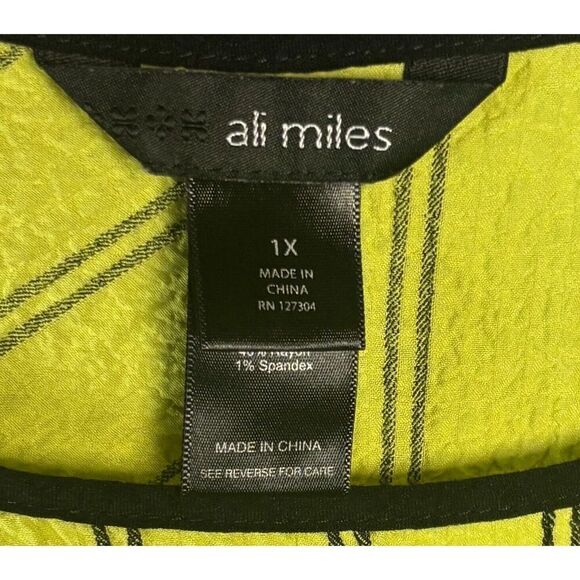 ali miles
1X
MADE IN
CHINA
RN 127304
1% Spandex
MADE IN CHINA
SEE REVERSE FOR CARE